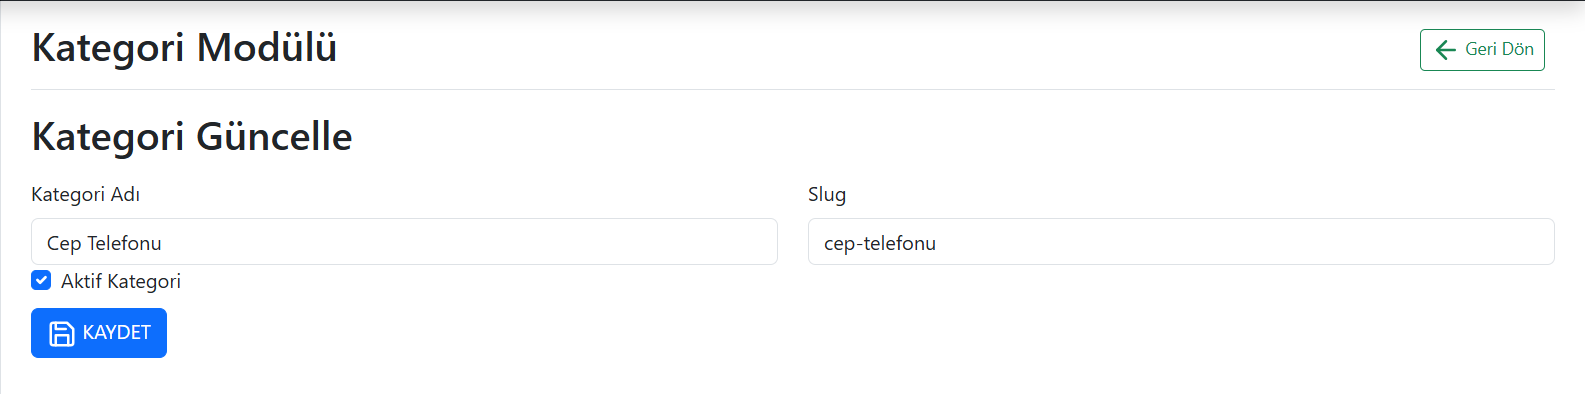 Kategori Modülü
Geri Dön
Kategori Güncelle
Kategori Adı
Slug
Cep Telefonu
cep-telefonu
Aktif Kategori
KAYDET